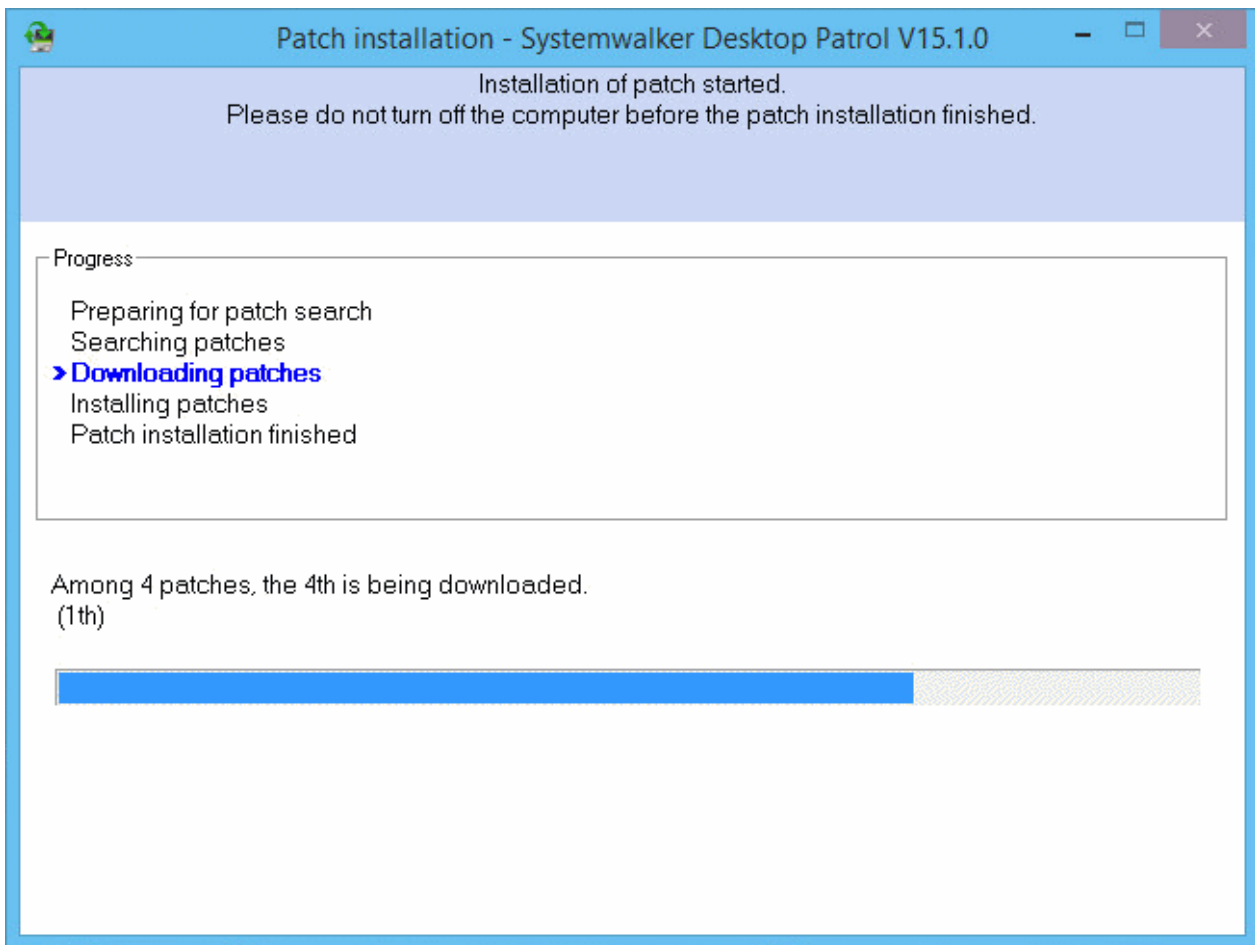 Patch installation - Systemwalker Desktop Patrol V15.1.0
Installation of patch started.
Please do not turn off the computer before the patch installation finished.
Progress
Preparing for patch search
Searching patches
> Downloading patches
Installing patches
Patch installation finished
Among 4 patches, the 4th is being downloaded.
(1th)